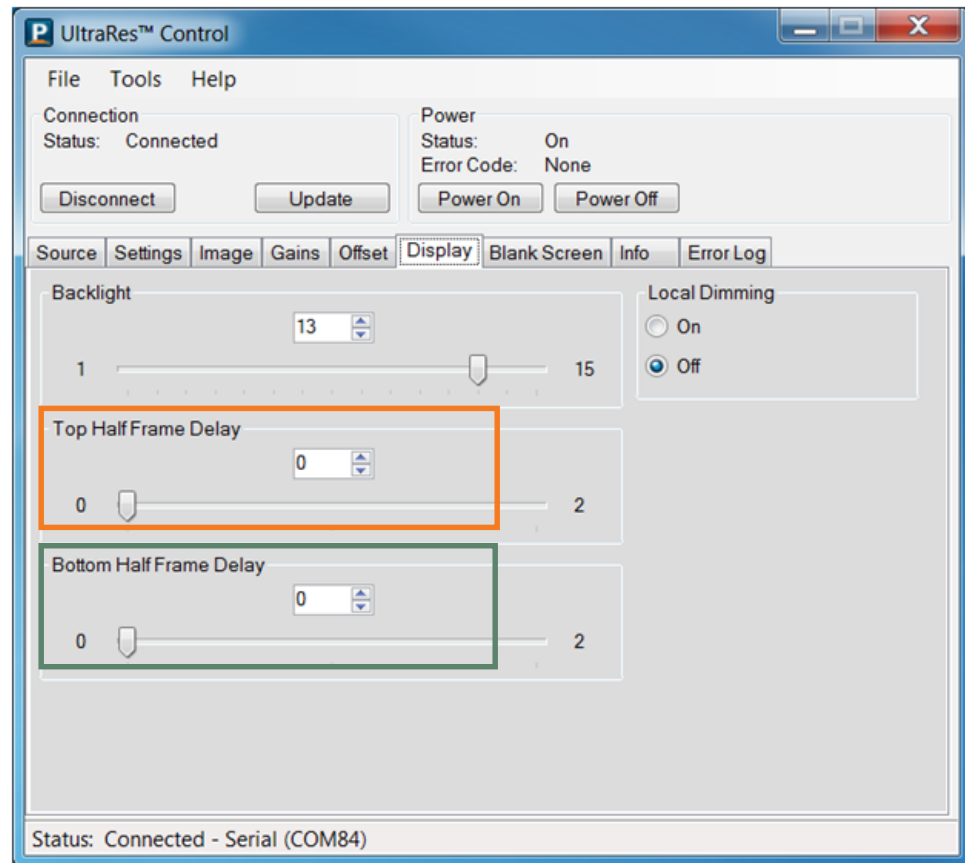 P UltraRes™ Control
File Tools Help
Connection
Status: Connected
Disconnect Update
Power
Status: On
Error Code: None
Power On Power Off
Source Settings Image Gains Offset Display Blank Screen Info Error Log
Backlight
13
1 15
Local Dimming
On
Off
Top Half Frame Delay
0
0 2
Bottom Half Frame Delay
0
0 2
Status: Connected - Serial (COM84)